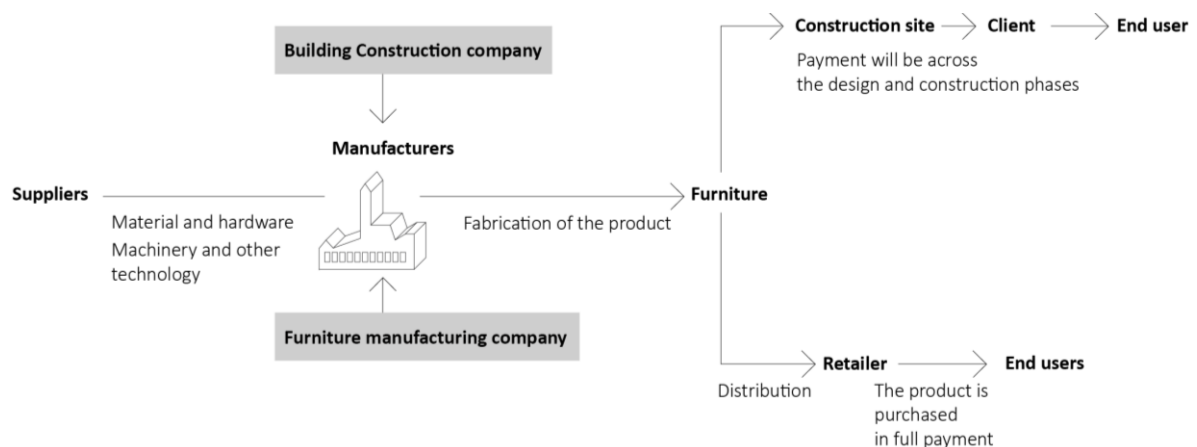 Building Construction company
Construction site
Client
End user
Payment will be across
the design and construction phases
Manufacturers
Suppliers
Furniture
Material and hardware
Machinery and other
technology
Fabrication of the product
Furniture manufacturing company
Retailer
End users
Distribution
The product is
purchased
in full payment